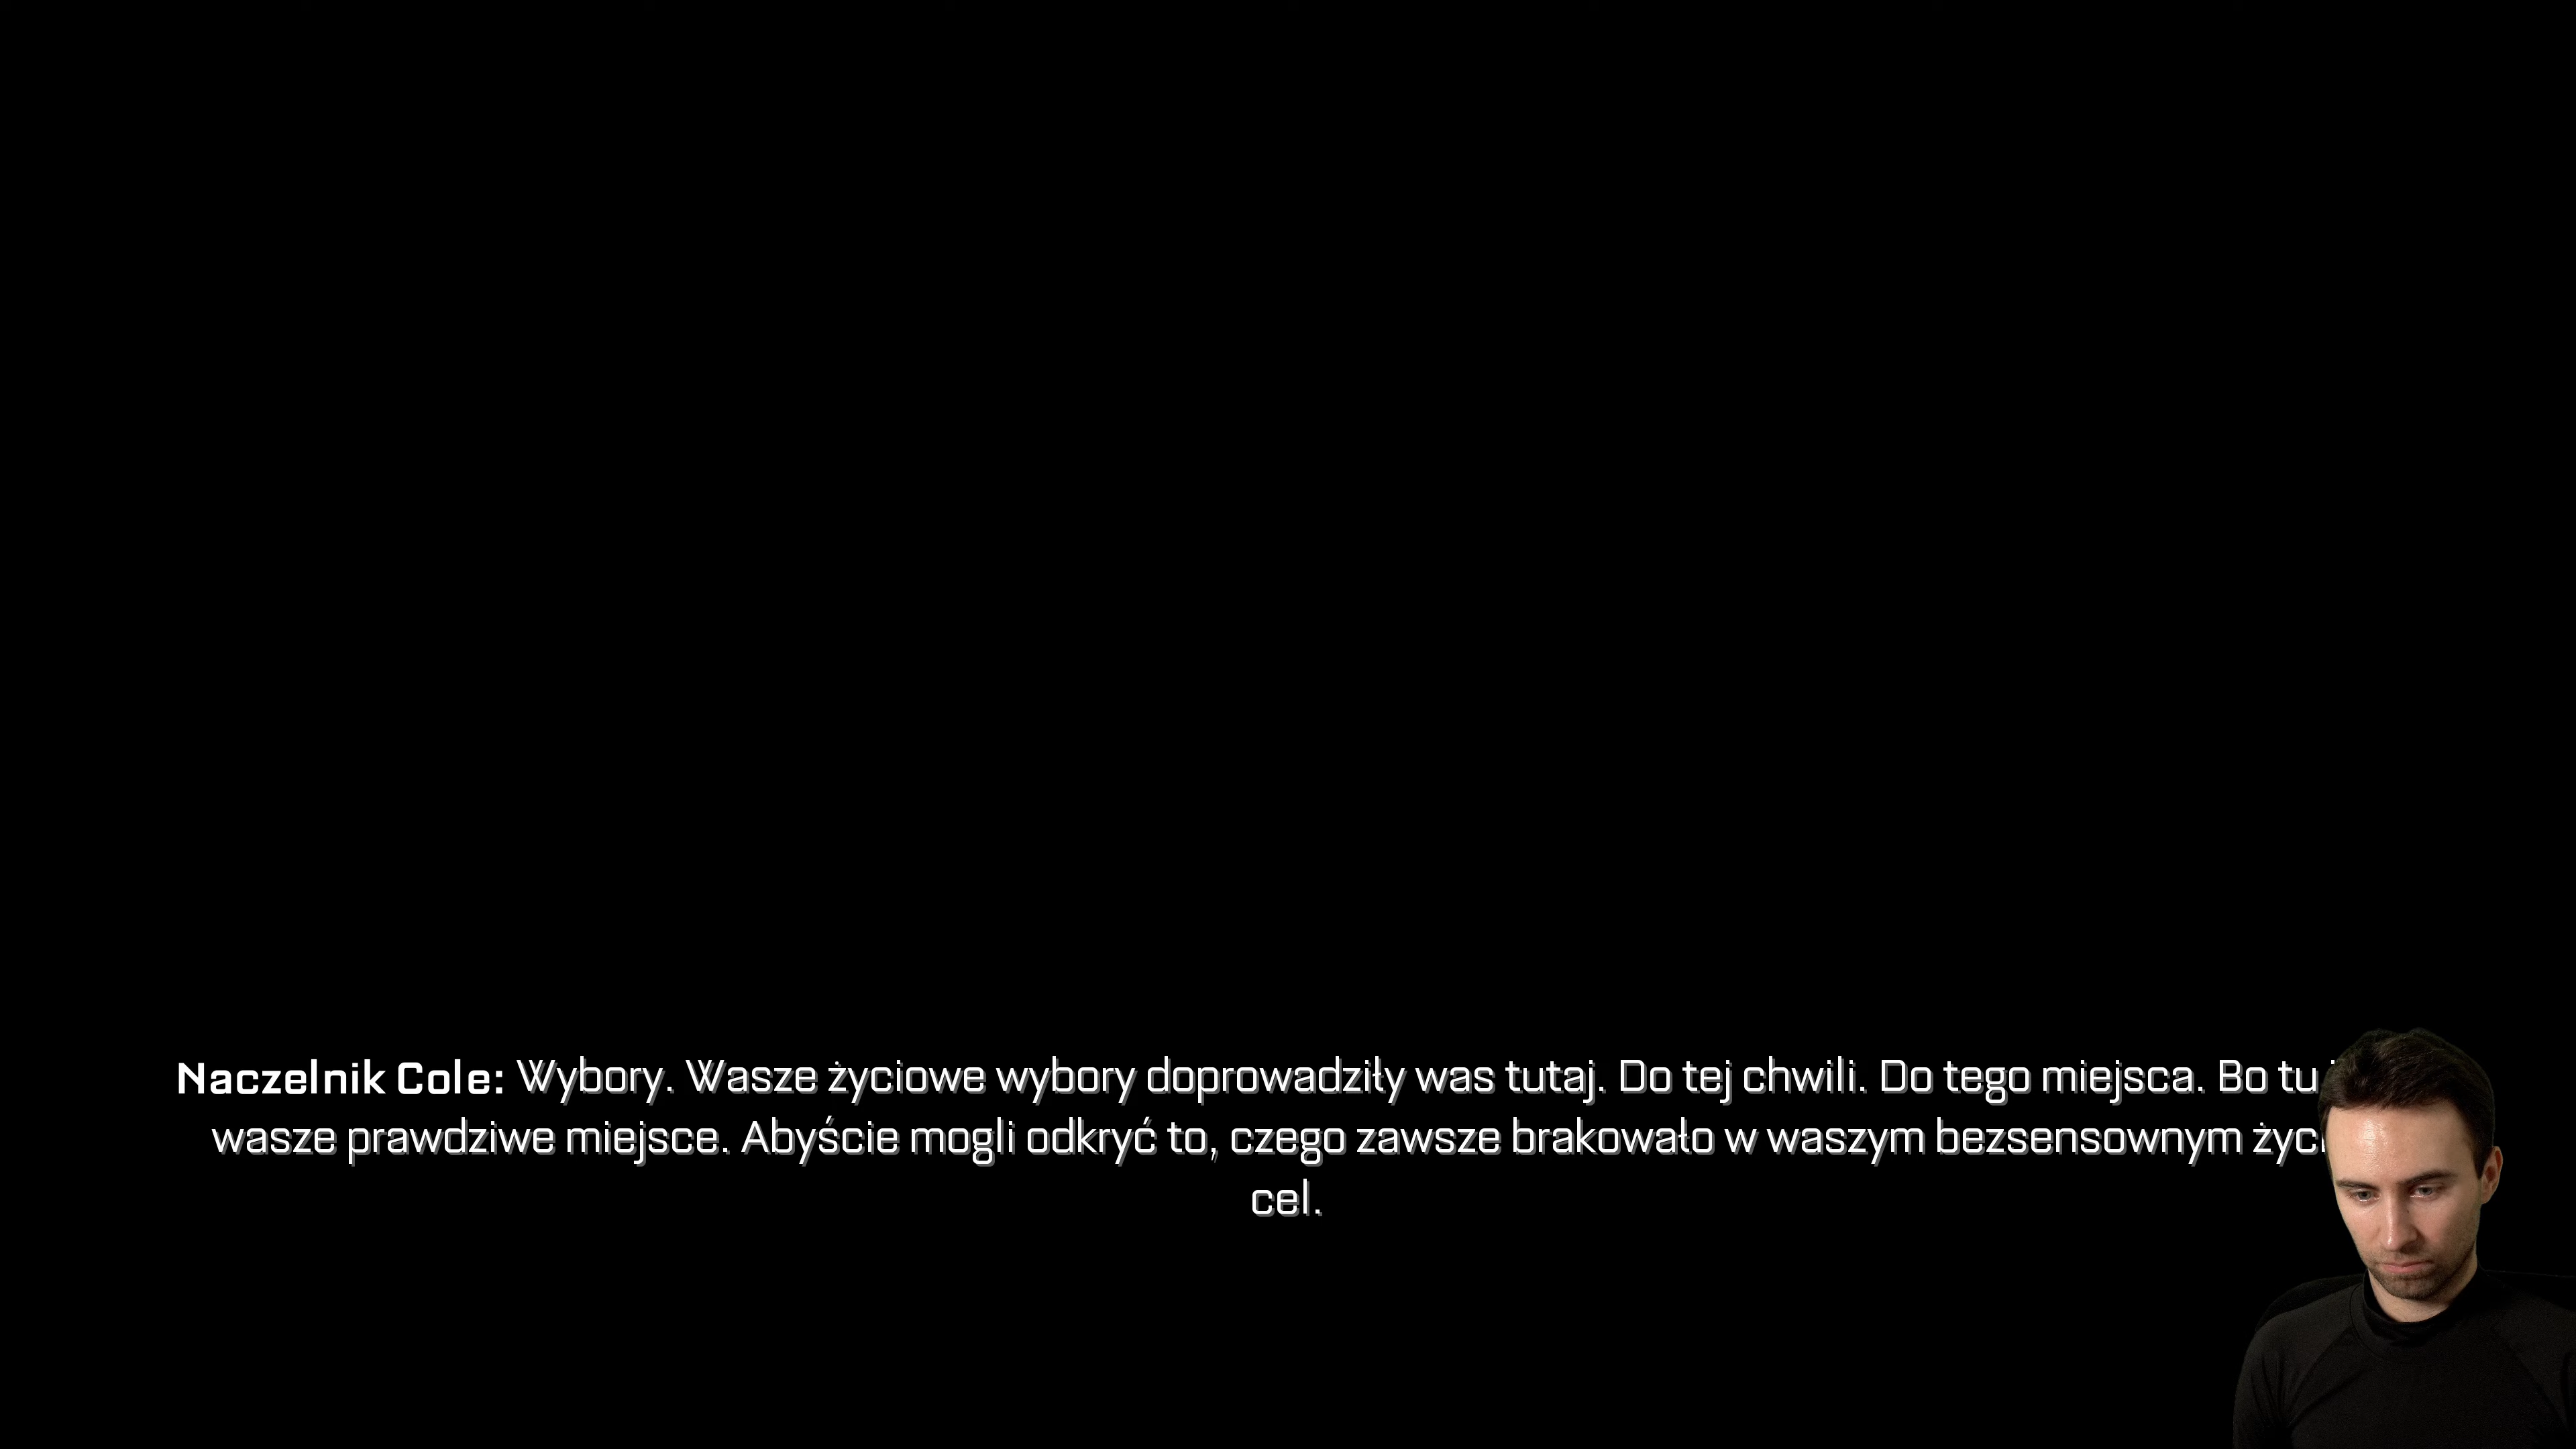 Naczelnik Cole: Wybory. Wasze życiowe wybory doprowadziły was tutaj. Do tej chwili. Do tego miejsca. Bo tu
wasze prawdziwe miejsce. Abyście mogli odkryć to, czego zawsze brakowało w waszym bezsensownym
cel.